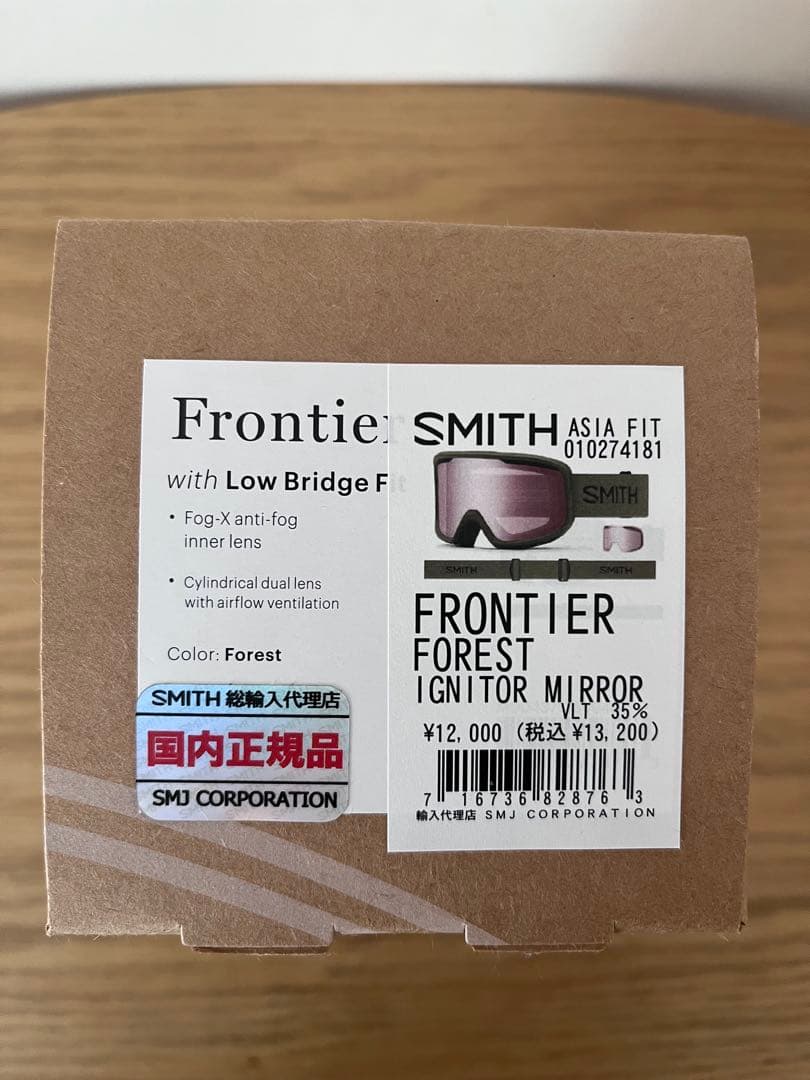 Frontier
with Low Bridge Fit
• Fog-X anti-fog
inner lens
• Cylindrical dual lens
with airflow ventilation
Color: Forest
SMITH 総輸入代理店
国内正規品
SMJ CORPORATION
SMITH ASIA FIT
010274181
SMITH
SMITH SMITH
FRONTIER
FOREST
IGNITOR MIRROR
VLT 35%
¥12,000 (税込¥13,200)
7 16736 82876 3
輸入代理店 SMJ CORPORATION